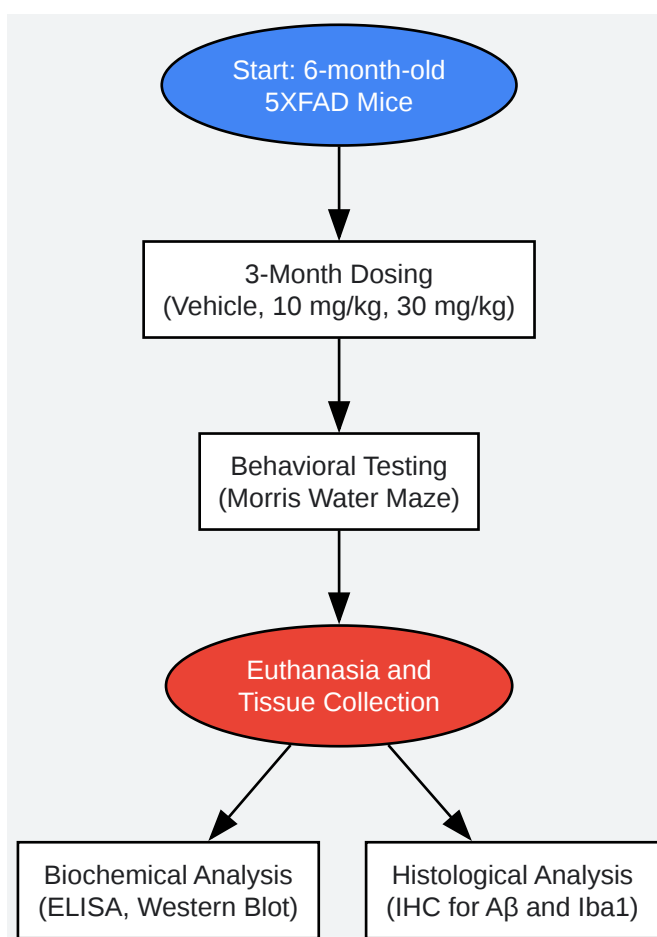 Start: 6-month-old
5XFAD Mice
3-Month Dosing
(Vehicle, 10 mg/kg, 30 mg/kg)
Behavioral Testing
(Morris Water Maze)
Euthanasia and
Tissue Collection
Biochemical Analysis
(ELISA, Western Blot)
Histological Analysis
(IHC for Aβ and Iba1)